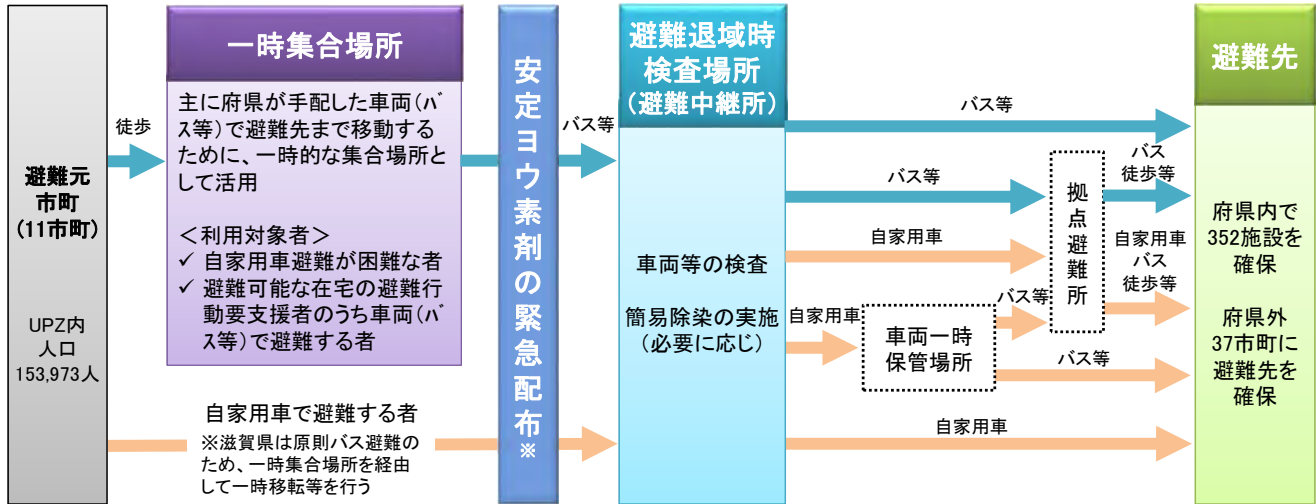 避難元
市町
(11市町)
UPZ内
人口
153,973人
徒歩
一時集合場所
主に府県が手配した車両(バ
ス等)で避難先まで移動する
ために、一時的な集合場所と
して活用
＜利用対象者＞
✓ 自家用車避難が困難な者
✓ 避難可能な在宅の避難行
動要支援者のうち車両(バ
ス等)で避難する者
自家用車で避難する者
※滋賀県は原則バス避難の
ため、一時集合場所を経由
して一時移転等を行う
安定ヨウ素剤の緊急配布※
バス等
避難退域時
検査場所
(避難中継所)
車両等の検査
簡易除染の実施
(必要に応じ)
バス等
バス等
自家用車
自家用車
車両一時
保管場所
バス等
拠点避難所
バス
徒歩等
自家用車
バス
徒歩等
バス等
自家用車
避難先
府県内で
352施設を
確保
府県外
37市町に
避難先を
確保